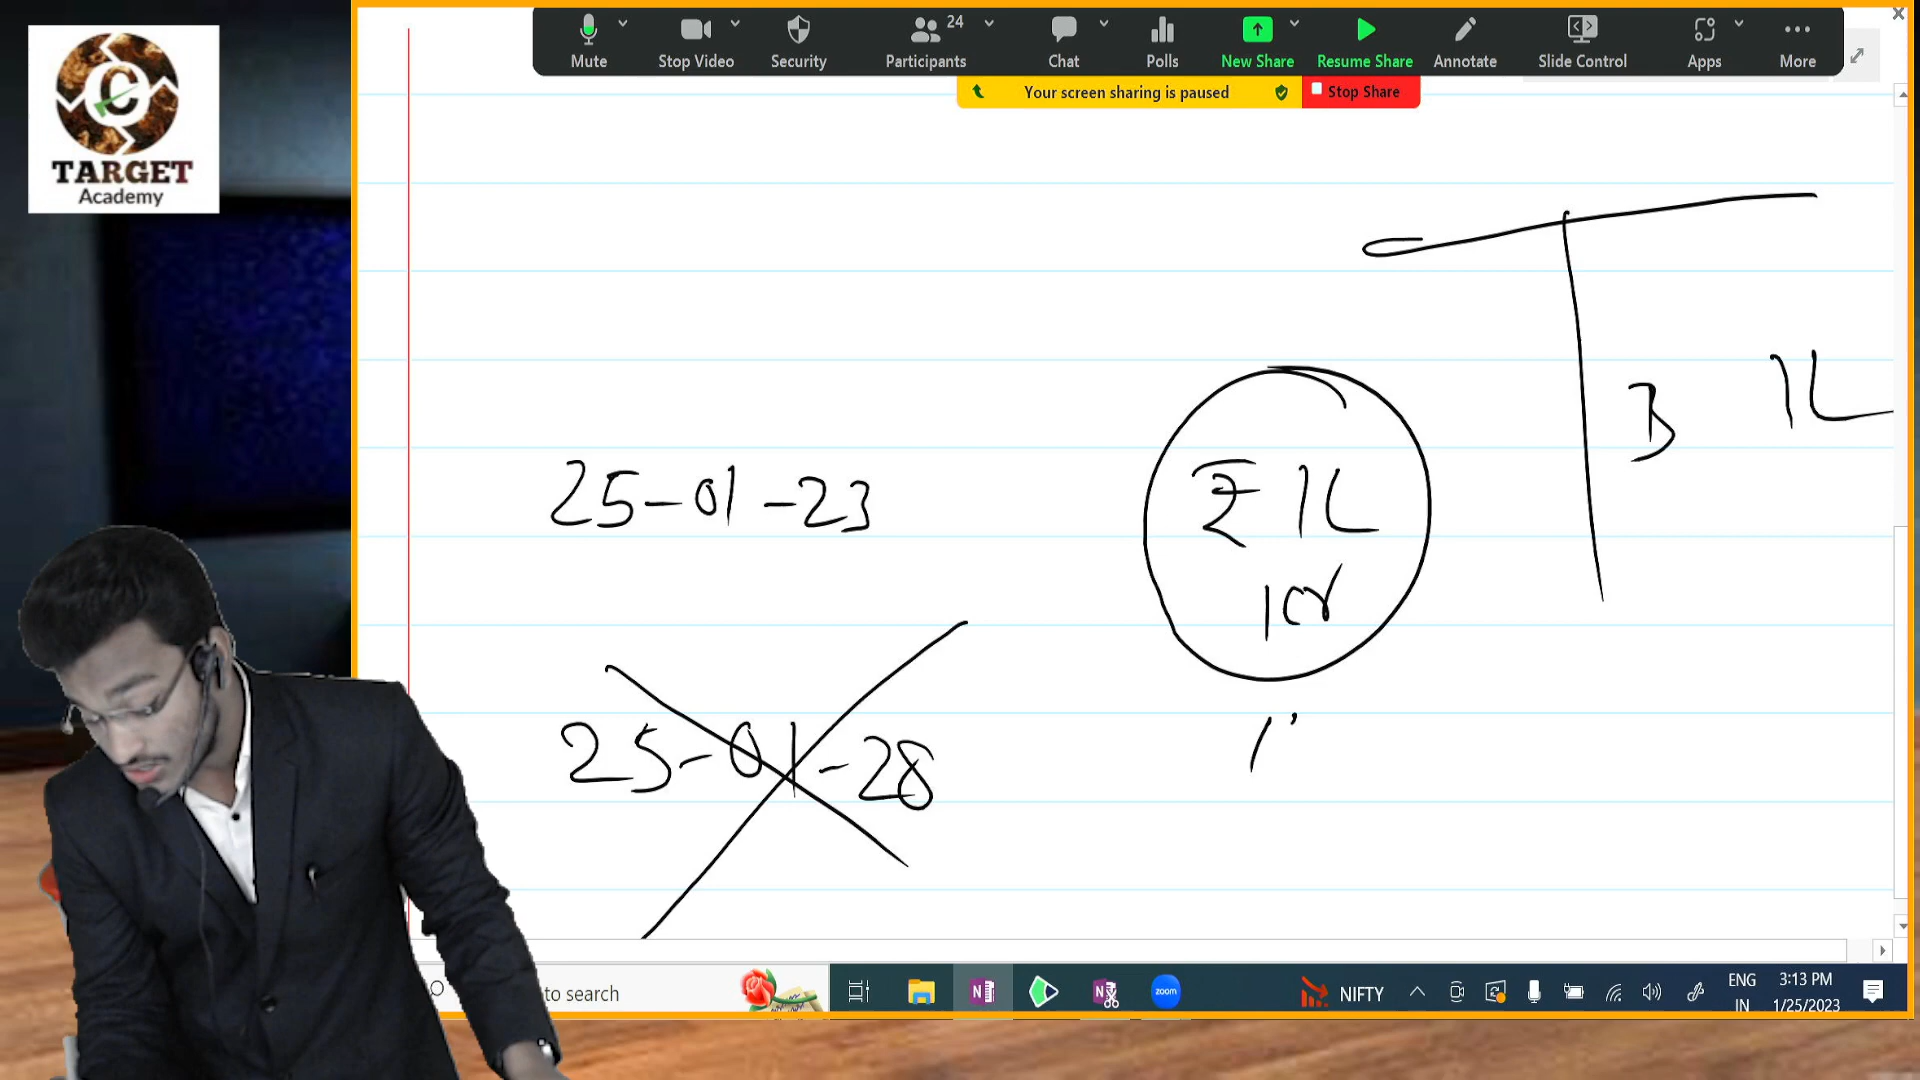 C
TARGET
Academy
Mute
Stop Video
Security
Participants
24
Chat
Polls
New Share
Resume Share
Annotate
Slide Control
Apps
More
Your screen sharing is paused
Stop Share
B 1L
25-01-23
₹ 1L
1cr
25-01-28
to search
N
N
zoom
NIFTY
ENG
IN
3:13 PM
1/25/2023